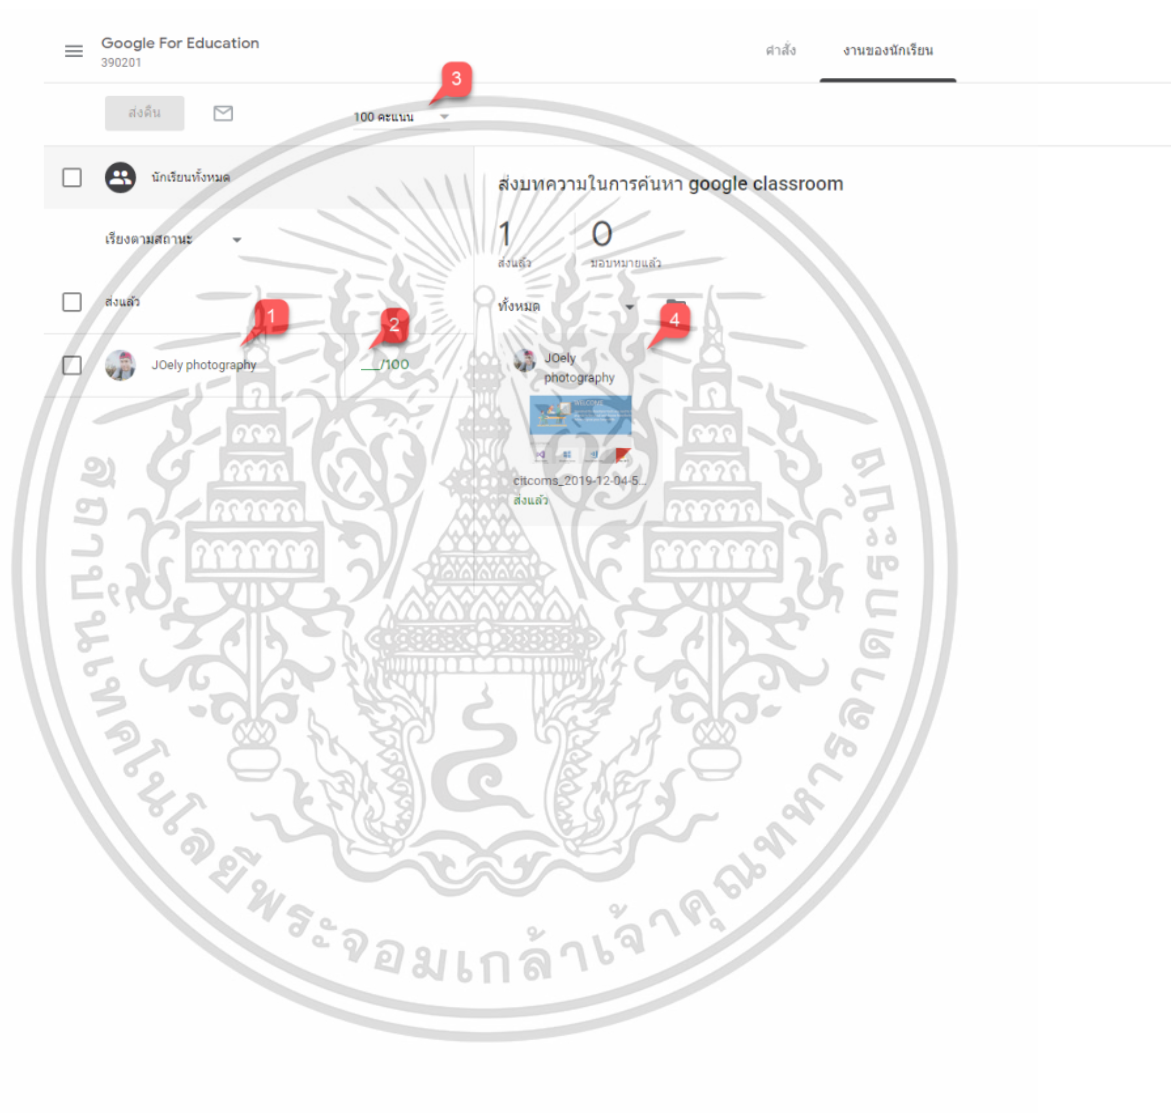 Google For Education
390201
คำสั่ง
งานของนักเรียน
3
ส่งคืน
100 คะแนน
นักเรียนทั้งหมด
ส่งบทความในการค้นหา google classroom
1
0
ส่งแล้ว
มอบหมายแล้ว
เรียงตามสถานะ
ส่งแล้ว
ทั้งหมด
1
2
4
JOely photography
___/100
JOely
photography
WELCOME
citcoms_2019-12-04-5...
ส่งแล้ว
สถาบันเทคโนโลยีพระจอมเกล้าเจ้าคุณทหารลาดกระบัง